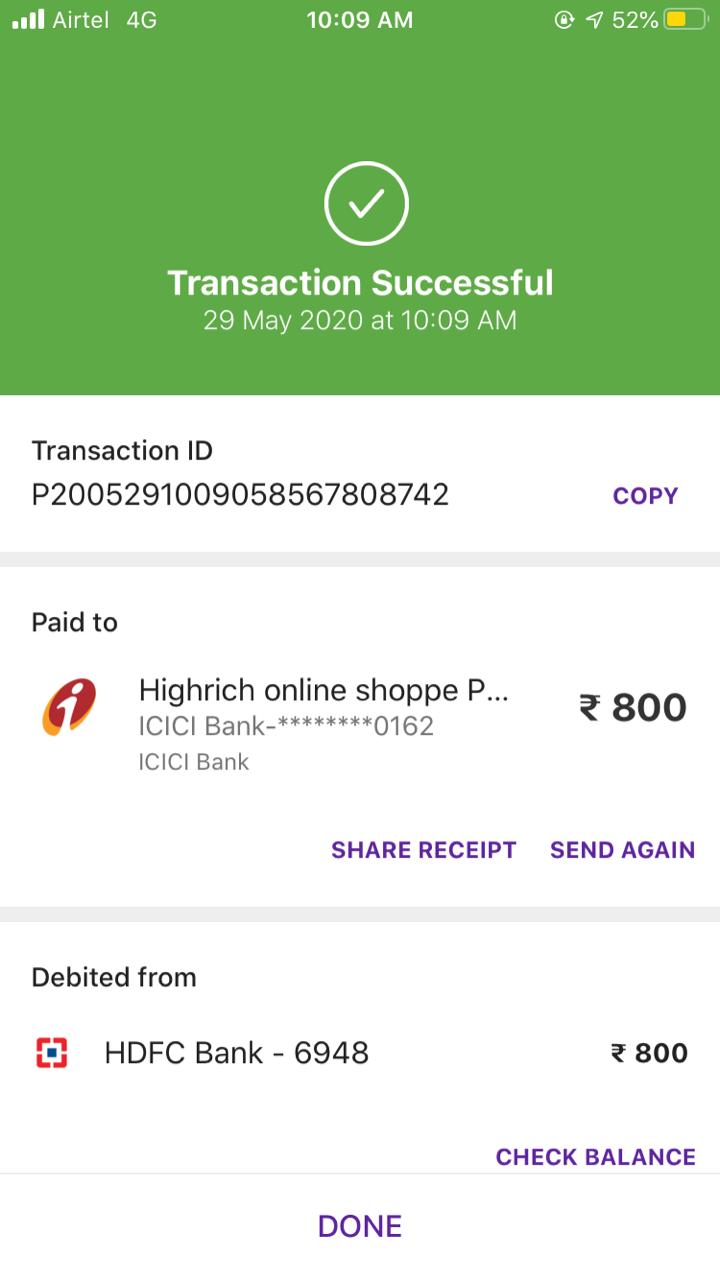 Airtel 4G 10:09 AM 52%
Transaction Successful
29 May 2020 at 10:09 AM
Transaction ID
P2005291009058567808742 COPY
Paid to
Highrich online shoppe P... ₹ 800
ICICI Bank-********0162
ICICI Bank
SHARE RECEIPT SEND AGAIN
Debited from
HDFC Bank - 6948 ₹ 800
CHECK BALANCE
DONE